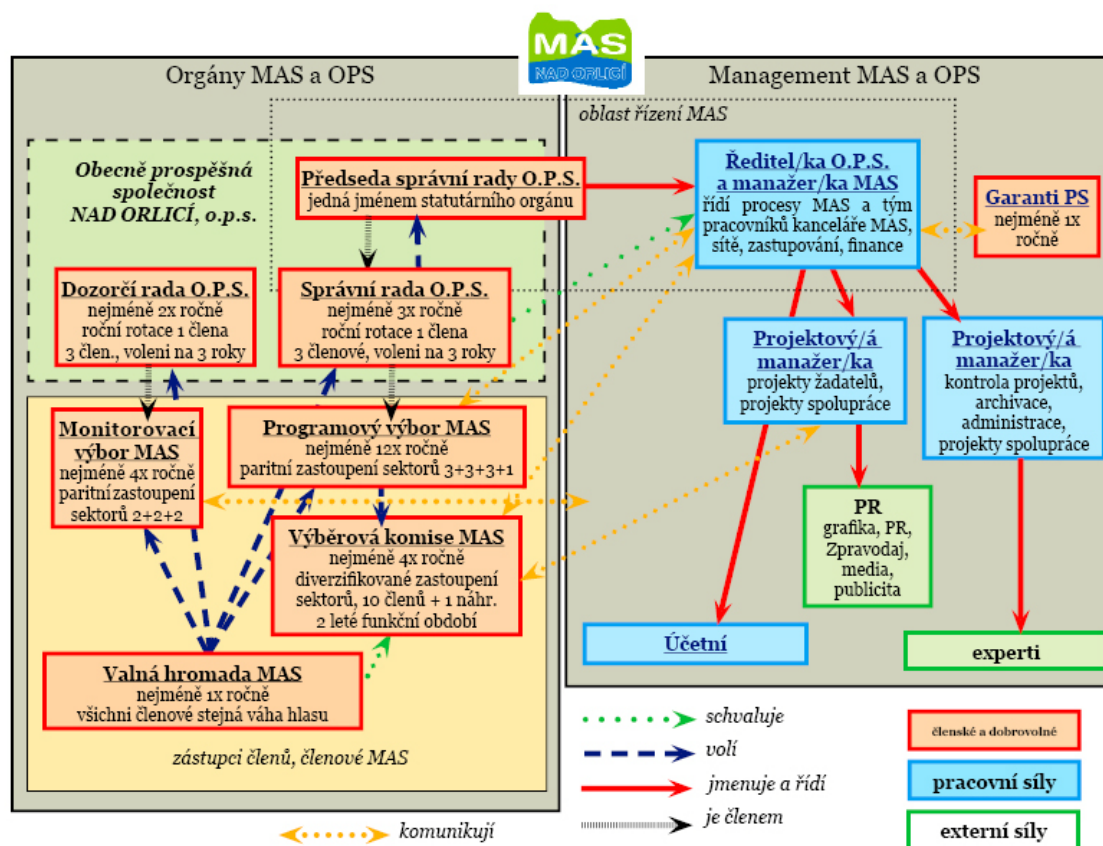 MAS
NAD ORLICÍ
Orgány MAS a OPS
Management MAS a OPS
oblast řízení MAS
Obecně prospěšná
společnost
NAD ORLICÍ, o.p.s.
Předseda správní rady O.P.S.
jedná jménem statutárního orgánu
Ředitel/ka O.P.S.
a manažer/ka MAS
řídí procesy MAS a tým
pracovníků kanceláře MAS,
sítě, zastupování, finance
Garanti PS
nejméně 1x
ročně
Dozorčí rada O.P.S.
nejméně 2x ročně
roční rotace 1 člena
3 člen., voleni na 3 roky
Správní rada O.P.S.
nejméně 3x ročně
roční rotace 1 člena
3 členové, voleni na 3 roky
Projektový/á
manažer/ka
projekty žadatelů,
projekty spolupráce
Projektový/á
manažer/ka
kontrola projektů,
archivace,
administrace,
projekty spolupráce
Monitorovací
výbor MAS
nejméně 4x ročně
paritní zastoupení
sektorů 2+2+2
Programový výbor MAS
nejméně 12x ročně
paritní zastoupení sektorů 3+3+3+1
Výběrová komise MAS
nejméně 4x ročně
diverzifikované zastoupení
sektorů, 10 členů + 1 náhr.
2 leté funkční období
PR
grafika, PR,
Zpravodaj,
media,
publicita
Účetní
experti
Valná hromada MAS
nejméně 1x ročně
všichni členové stejná váha hlasu
zástupci členů, členové MAS
schvaluje
volí
jmenuje a řídí
je členem
komunikují
členské a dobrovolné
pracovní síly
externí síly